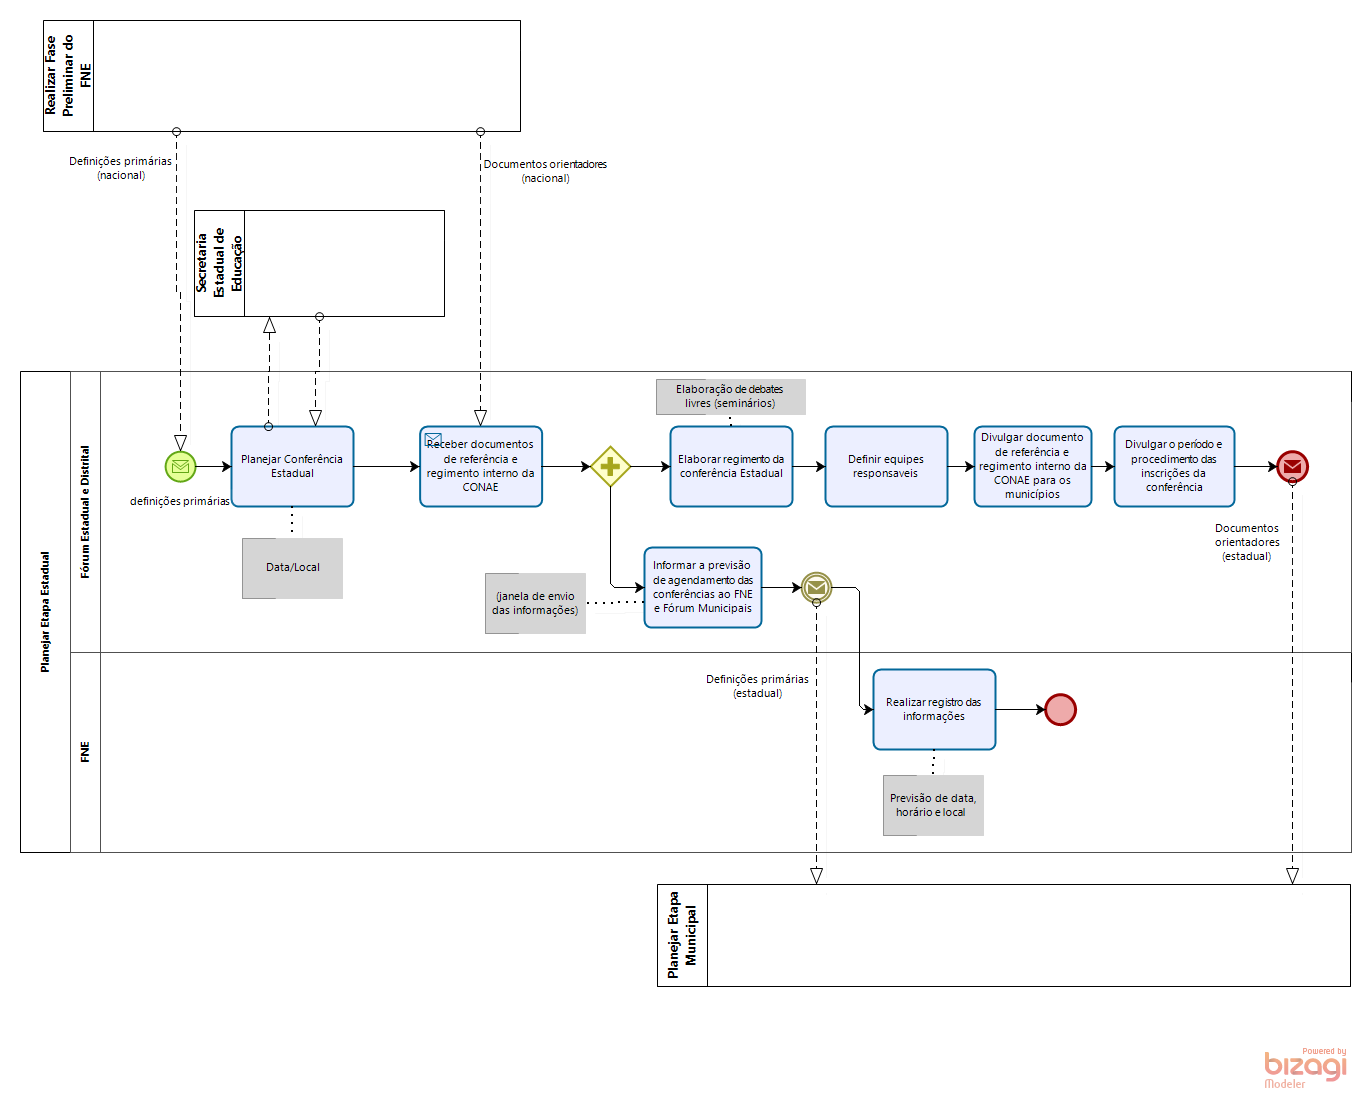 Realizar Fase
Preliminar do
FNE
Definições primárias
(nacional)
Documentos orientadores
(nacional)
Secretaria
Estadual de
Educação
Planejar Etapa Estadual
Fórum Estadual e Distrital
definições primárias
Planejar Conferência
Estadual
Data/Local
Receber documentos
de referência e
regimento interno da
CONAE
Elaboração de debates
livres (seminários)
Elaborar regimento da
conferência Estadual
Definir equipes
responsaveis
Divulgar documento
de referência e
regimento interno da
CONAE para os
municípios
Divulgar o período e
procedimento das
inscrições da
conferência
Documentos
orientadores
(estadual)
(janela de envio
das informações)
Informar a previsão
de agendamento das
conferências ao FNE
e Fórum Municipais
Definições primárias
(estadual)
FNE
Realizar registro das
informações
Previsão de data,
horário e local
Planejar Etapa
Municipal
Powered by
bizagi
Modeler